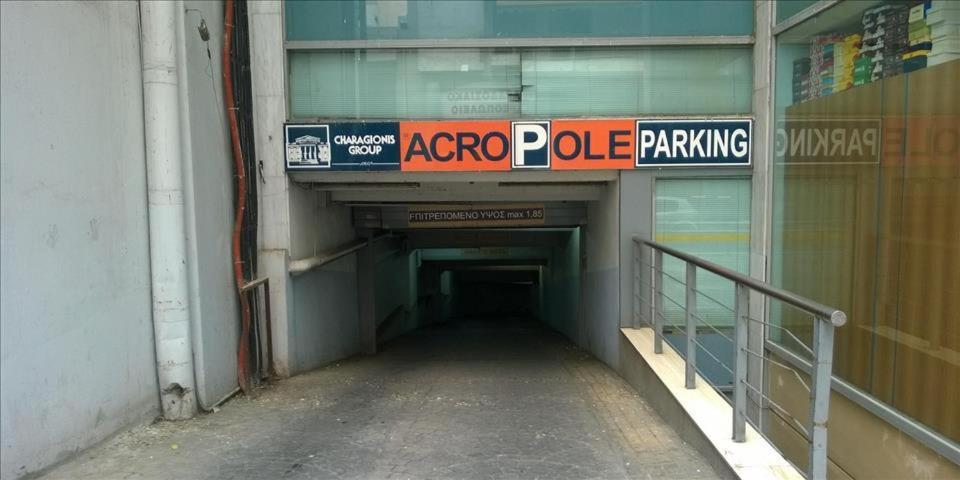 CHARAGIONIS
GROUP
ACROPOLE
PARKING
ΕΠΙΤΡΕΠΟΜΕΝΟ ΥΨΟΣ max 1,85